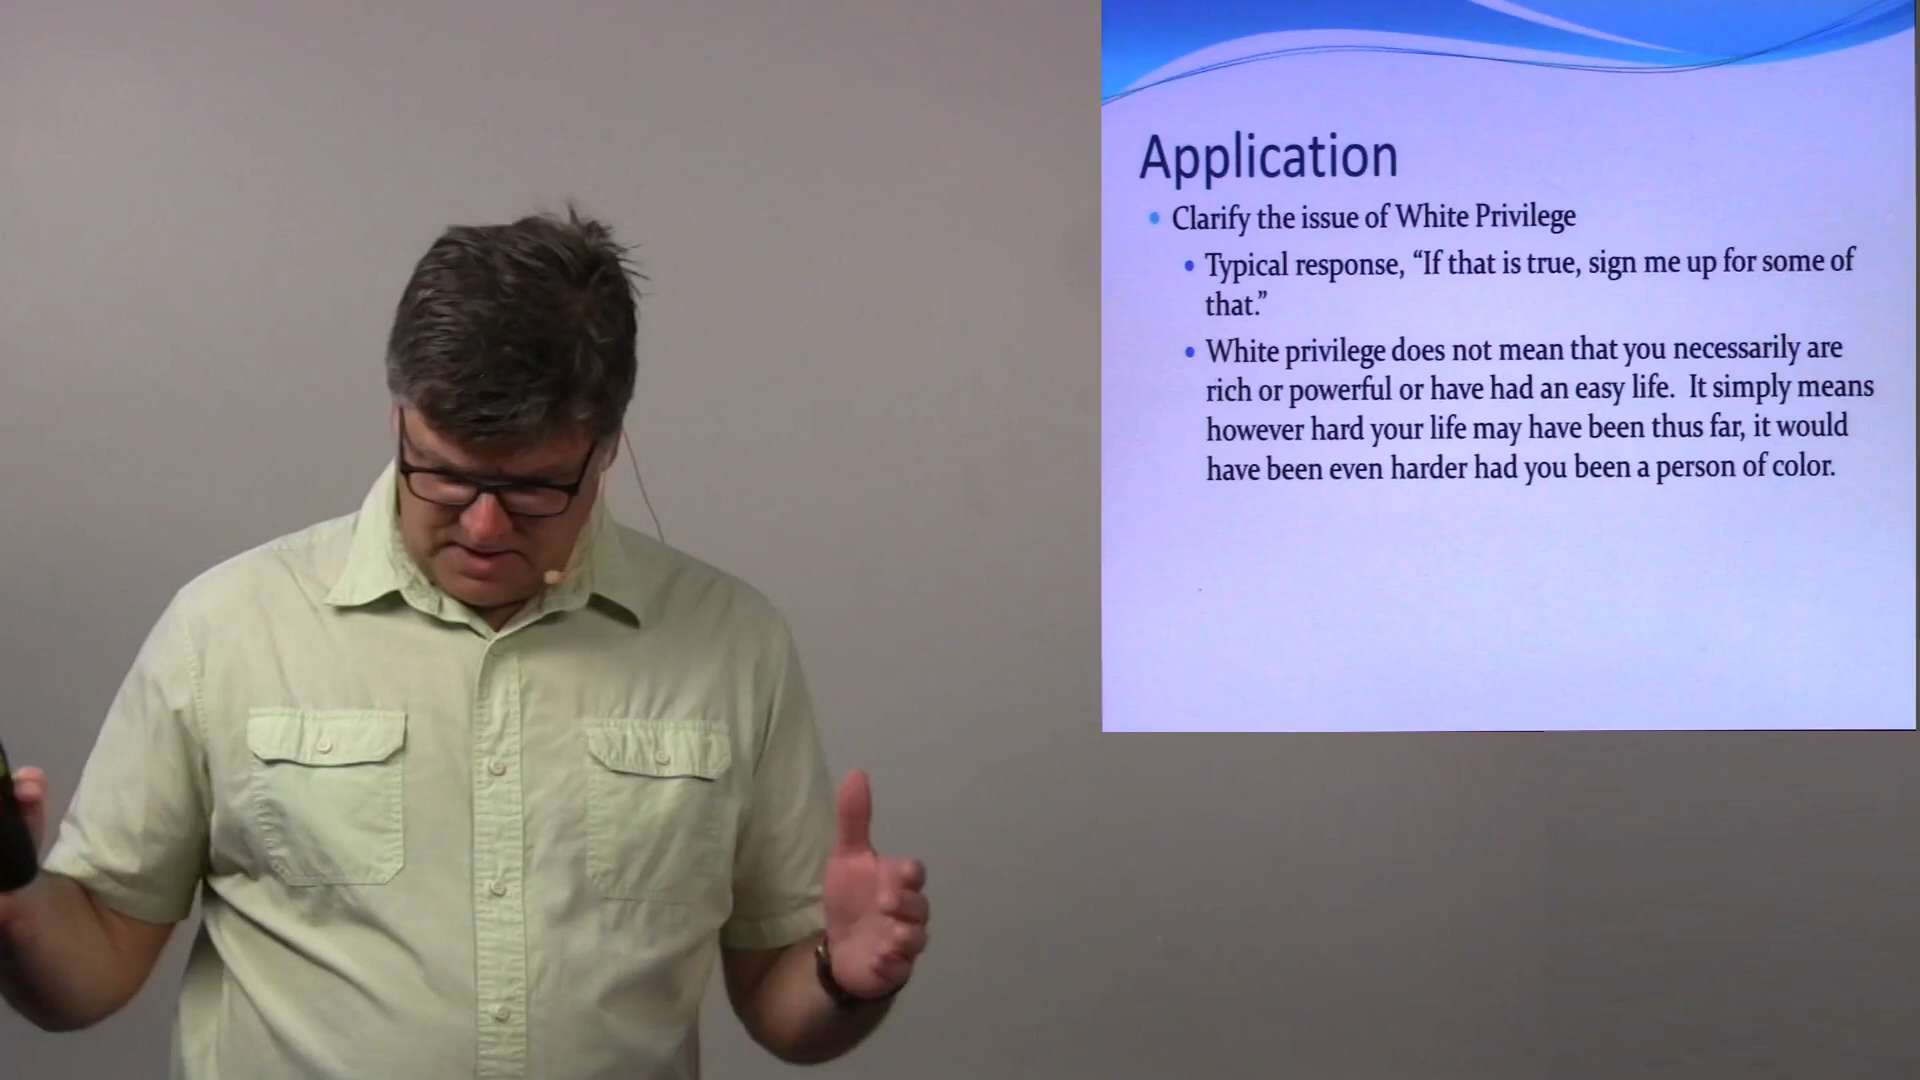 Application
Clarify the issue of White Privilege
Typical response, “If that is true, sign me up for some of
that.”
White privilege does not mean that you necessarily are
rich or powerful or have had an easy life.  It simply means
however hard your life may have been thus far, it would
have been even harder had you been a person of color.